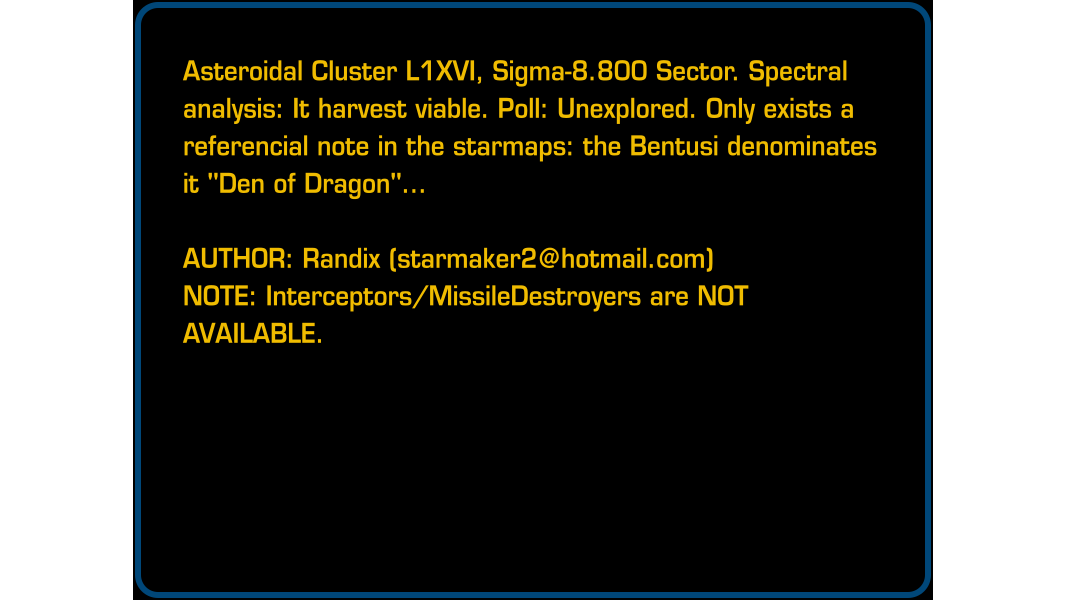 Asteroidal Cluster L1XVI, Sigma-8.800 Sector. Spectral
analysis: It harvest viable. Poll: Unexplored. Only exists a
referencial note in the starmaps: the Bentusi denominates
it "Den of Dragon"...
AUTHOR: Randix (starmaker2@hotmail.com)
NOTE: Interceptors/MissileDestroyers are NOT
AVAILABLE.